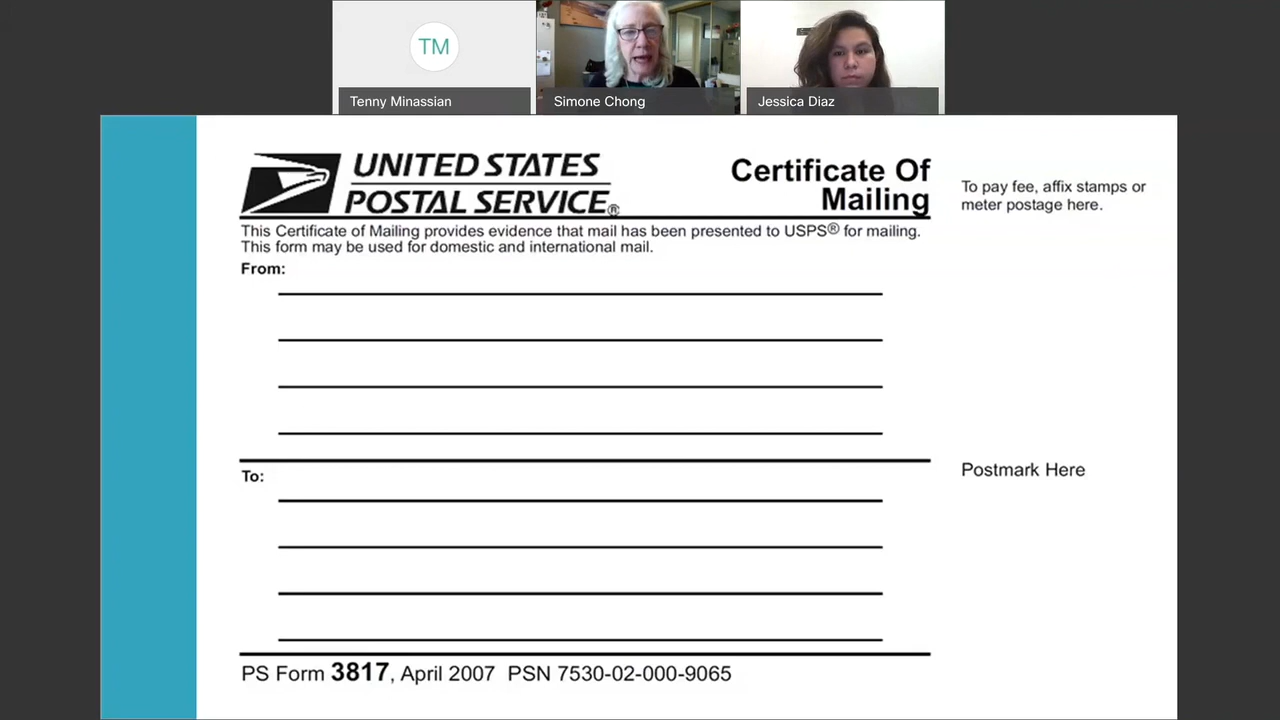 TM
Tenny Minassian
Simone Chong
Jessica Diaz
UNITED STATES
POSTAL SERVICE®
Certificate Of
Mailing
To pay fee, affix stamps or
meter postage here.
This Certificate of Mailing provides evidence that mail has been presented to USPS® for mailing.
This form may be used for domestic and international mail.
From:
To:
Postmark Here
PS Form 3817, April 2007 PSN 7530-02-000-9065